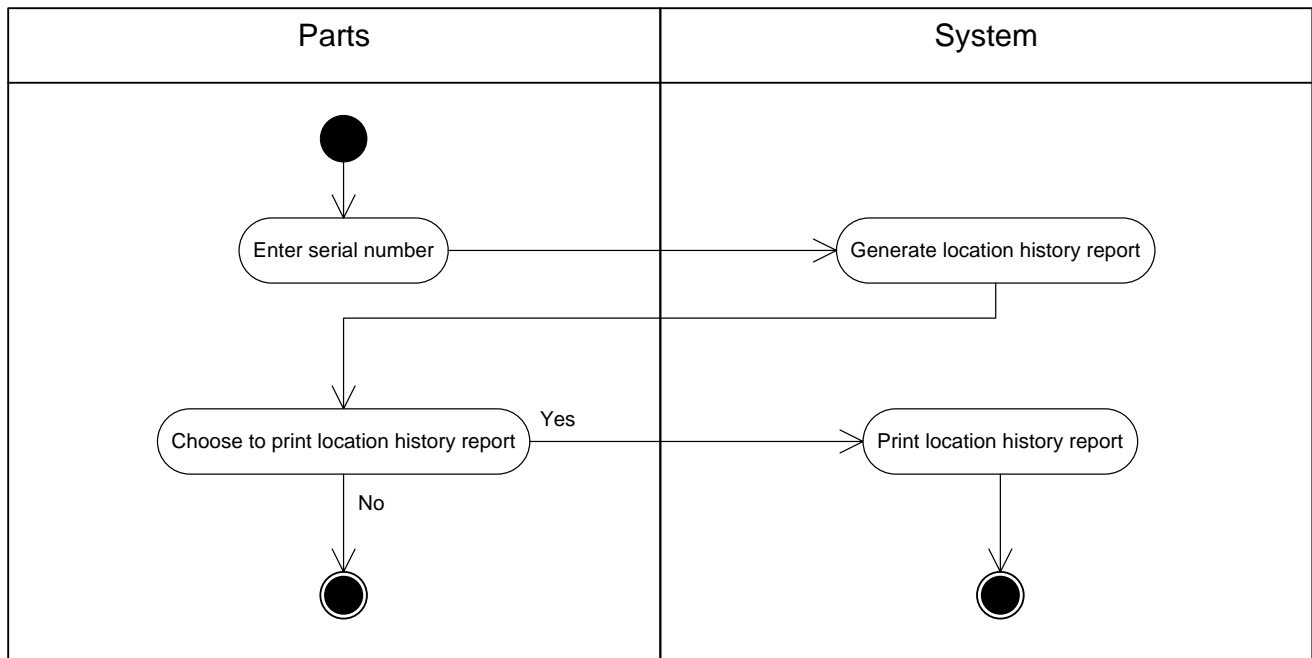 Parts
System
Enter serial number
Generate location history report
Choose to print location history report
Yes
Print location history report
No